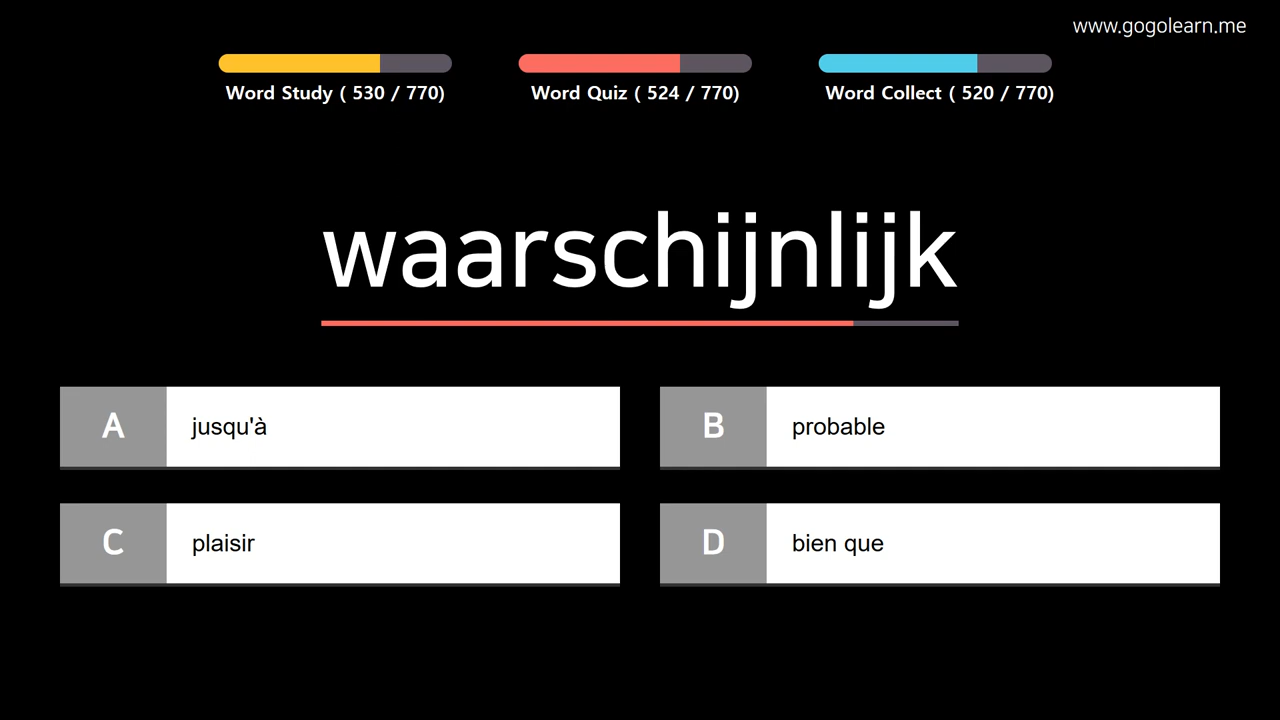 www.gogolearn.me
Word Study ( 530 / 770)
Word Quiz ( 524 / 770)
Word Collect ( 520 / 770)
waarschijnlijk
A jusqu'à
B probable
C plaisir
D bien que